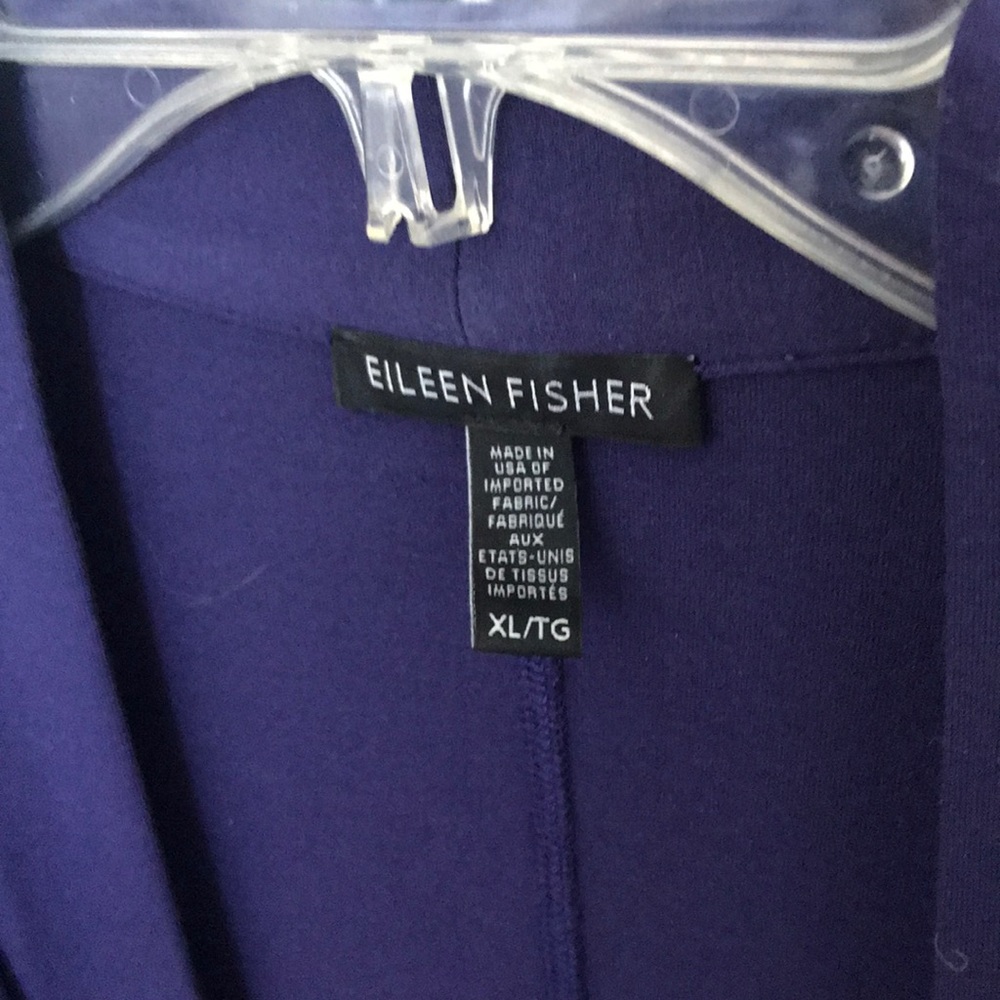 EILEEN FISHER
MADE IN
USA OF
IMPORTED
FABRIC/
FABRIQUÉ
AUX
ETATS-UNIS
DE TISSUS
IMPORTÉS
XL/TG